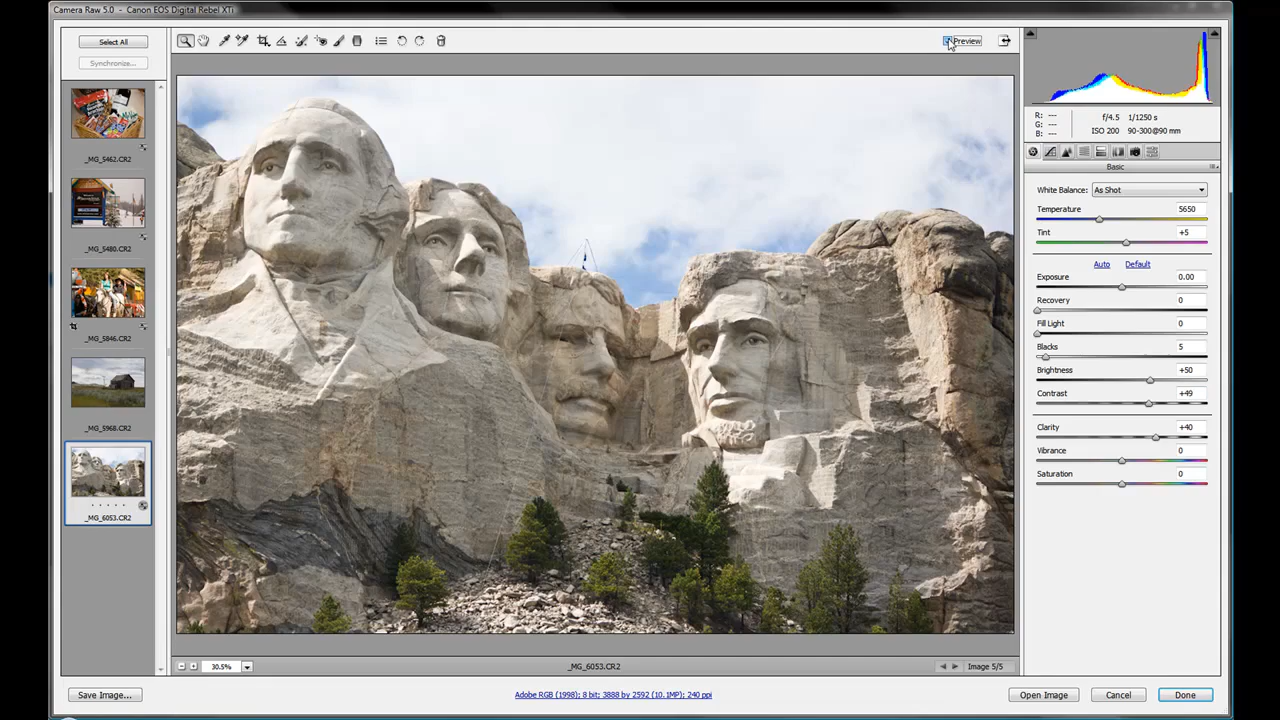 Camera Raw 5.0 - Canon EOS Digital Rebel XTi
Select All
Synchronize...
_MG_5462.CR2
_MG_5480.CR2
_MG_5846.CR2
_MG_5968.CR2
_MG_6053.CR2
Preview
R: ---
G: ---
B: ---
f/4.5 1/1250 s
ISO 200 90-300@90 mm
Basic
White Balance: As Shot
Temperature 5650
Tint +5
Auto Default
Exposure 0.00
Recovery 0
Fill Light 0
Blacks 5
Brightness +50
Contrast +49
Clarity +40
Vibrance 0
Saturation 0
30.5%
_MG_6053.CR2
Image 5/5
Save Image...
Adobe RGB (1998); 8 bit; 3888 by 2592 (10.1MP); 240 ppi
Open Image
Cancel
Done